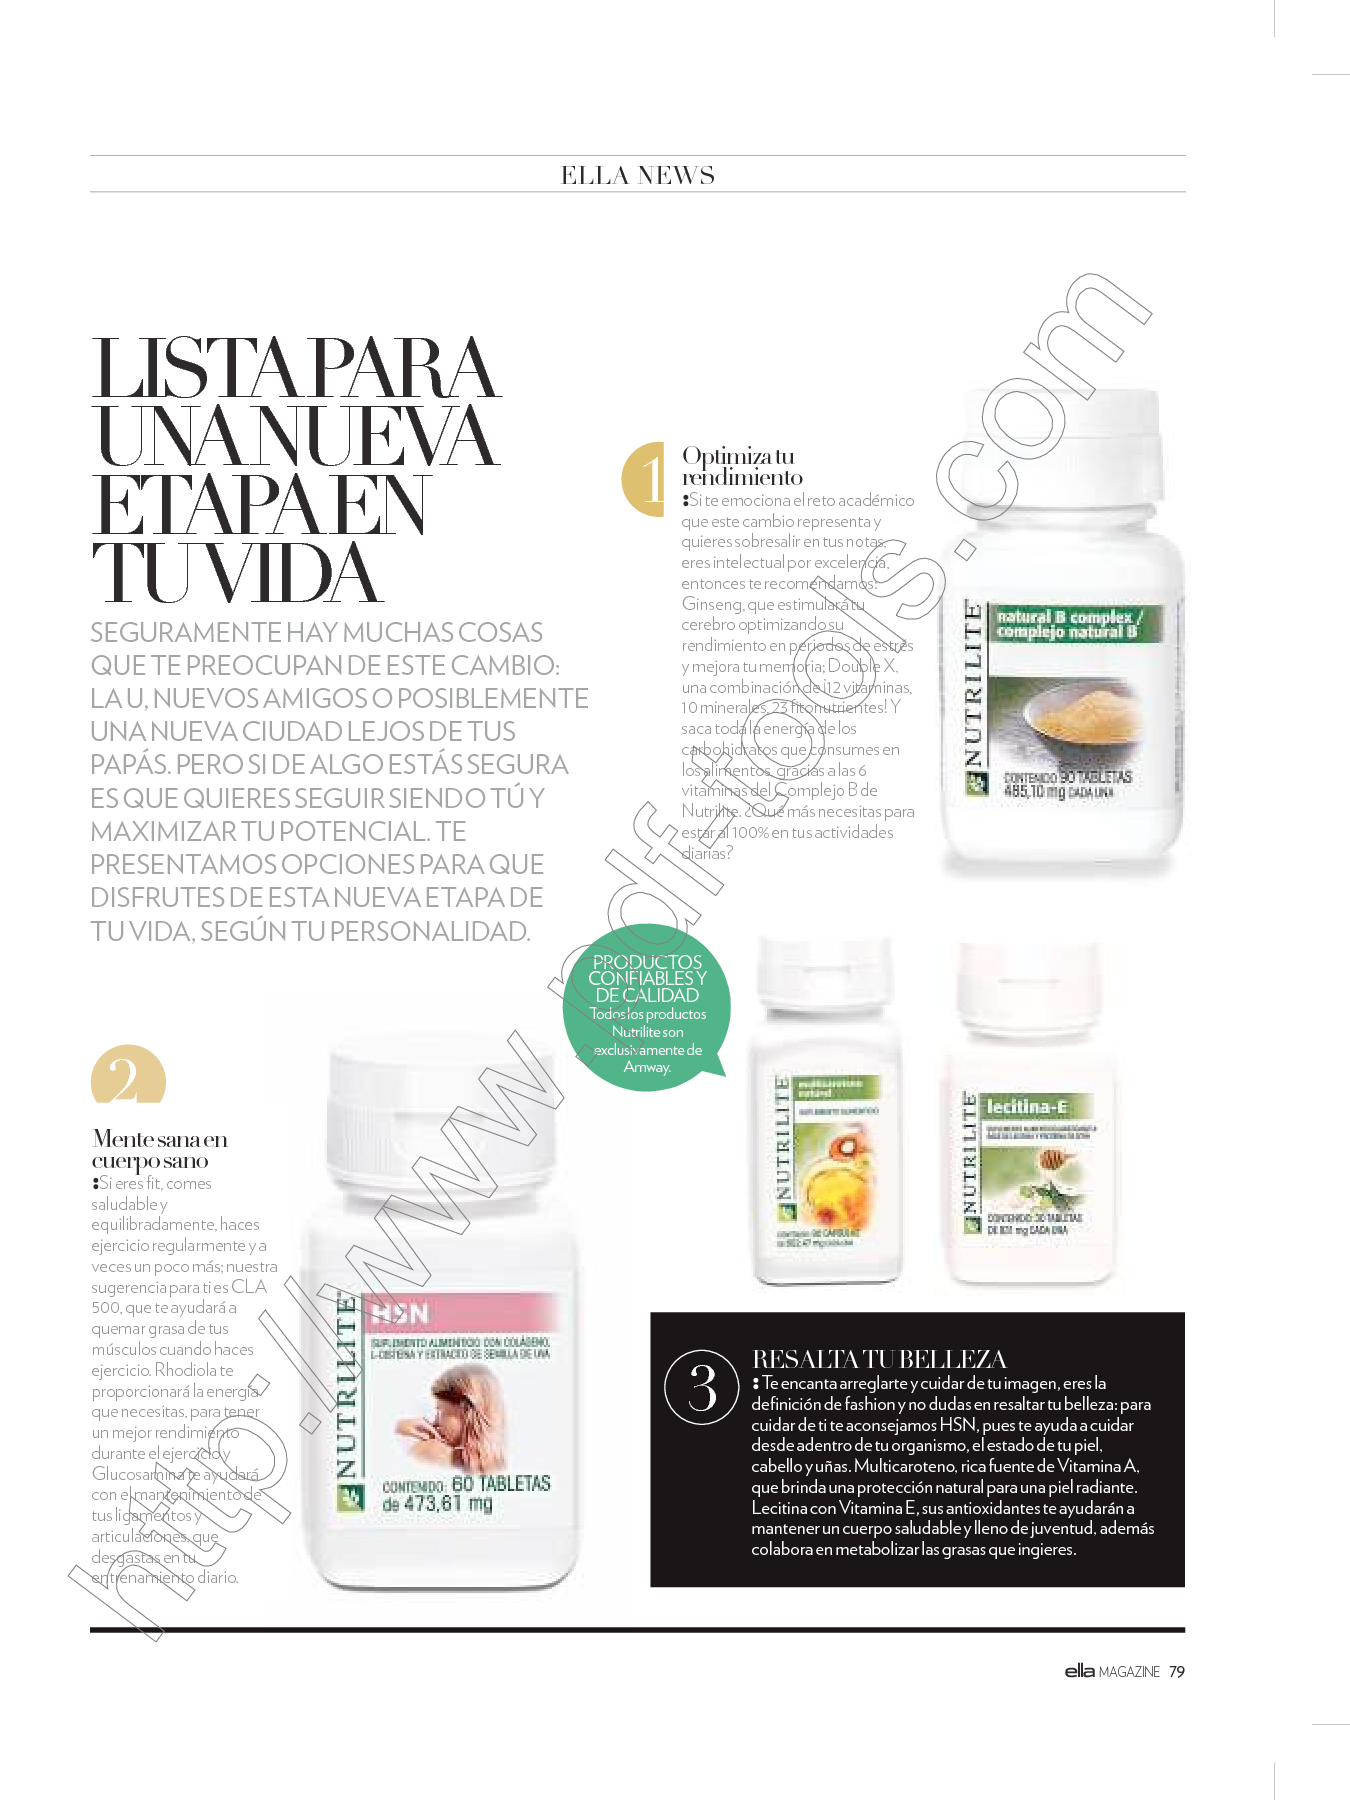 ELLA NEWS
LISTA PARA
UNA NUEVA
ETAPA EN
TU VIDA
SEGURAMENTE HAY MUCHAS COSAS
QUE TE PREOCUPAN DE ESTE CAMBIO:
LA U, NUEVOS AMIGOS O POSIBLEMENTE
UNA NUEVA CIUDAD LEJOS DE TUS
PAPÁS. PERO SI DE ALGO ESTÁS SEGURA
ES QUE QUIERES SEGUIR SIENDO TÚ Y
MAXIMIZAR TU POTENCIAL. TE
PRESENTAMOS OPCIONES PARA QUE
DISFRUTES DE ESTA NUEVA ETAPA DE
TU VIDA, SEGÚN TU PERSONALIDAD.
1
Optimiza tu
rendimiento
Si te emociona el reto académico
que este cambio representa y
quieres sobresalir en tus notas,
eres intelectual por excelencia,
entonces te recomendamos:
Ginseng, que estimulará tu
cerebro optimizando su
rendimiento en periodos de estrés
y mejora tu memoria; Double X,
una combinación de ¡12 vitaminas,
10 minerales, 23 fitonutrientes! Y
saca toda la energía de los
carbohidratos que consumes en
los alimentos, gracias a las 6
vitaminas del Complejo B de
Nutrilite. ¿Qué más necesitas para
estar al 100% en tus actividades
diarias?
NUTRILITE
natural B complex /
complejo natural B
CONTENIDO: 90 TABLETAS
485,10 mg CADA UNA
PRODUCTOS
CONFIABLES Y
DE CALIDAD
Todos los productos
Nutrilite son
exclusivamente de
Amway.
NUTRILITE
multicaroteno
natural
SUPLEMENTO ALIMENTICIO
NUTRILITE
lecitina-E
CONTENIDO: 30 TABLETAS
CADA UNA
2
Mente sana en
cuerpo sano
Si eres fit, comes
saludable y
equilibradamente, haces
ejercicio regularmente y a
veces un poco más; nuestra
sugerencia para ti es CLA
500, que te ayudará a
quemar grasa de tus
músculos cuando haces
ejercicio. Rhodiola te
proporcionará la energía
que necesitas, para tener
un mejor rendimiento
durante el ejercicio y
Glucosamina te ayudará
con el mantenimiento de
tus ligamentos y
articulaciones, que
desgastas en tu
entrenamiento diario.
NUTRILITE
HSN
SUPLEMENTO ALIMENTICIO CON COLÁGENO,
L-CISTEINA Y EXTRACTO DE SEMILLA DE UVA
CONTENIDO: 60 TABLETAS
de 473,61 mg
3
RESALTA TU BELLEZA
Te encanta arreglarte y cuidar de tu imagen, eres la
definición de fashion y no dudas en resaltar tu belleza: para
cuidar de ti te aconsejamos HSN, pues te ayuda a cuidar
desde adentro de tu organismo, el estado de tu piel,
cabello y uñas. Multicaroteno, rica fuente de Vitamina A,
que brinda una protección natural para una piel radiante.
Lecitina con Vitamina E, sus antioxidantes te ayudarán a
mantener un cuerpo saludable y lleno de juventud, además
colabora en metabolizar las grasas que ingieres.
ella MAGAZINE 79
http://www.pdf-tools.com